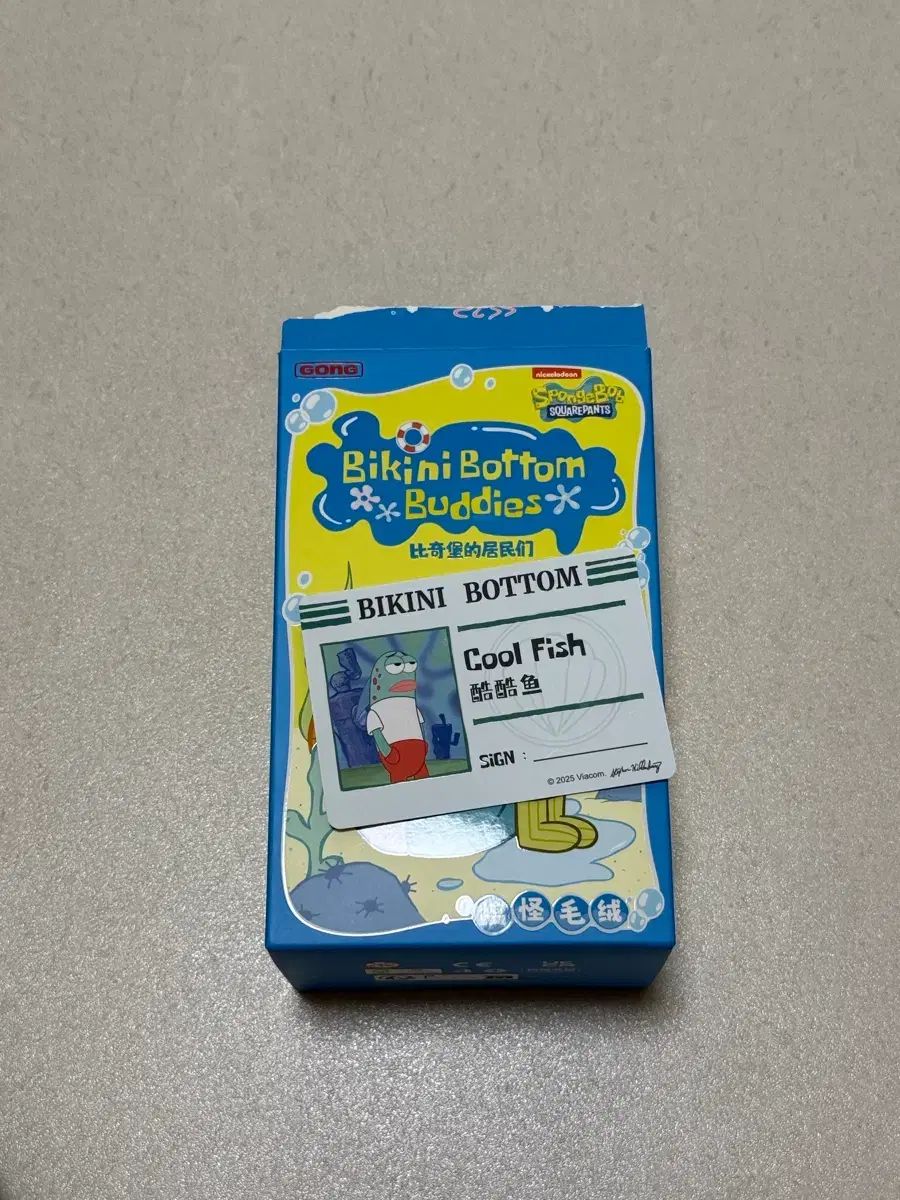 GONG
nickelodeon
SPONGEBOB
SQUAREPANTS
Bikini Bottom
Buddies
比奇堡的居民们
BIKINI BOTTOM
Cool Fish
酷酷鱼
SiGN :
© 2025 Viacom.
怪毛绒
CE